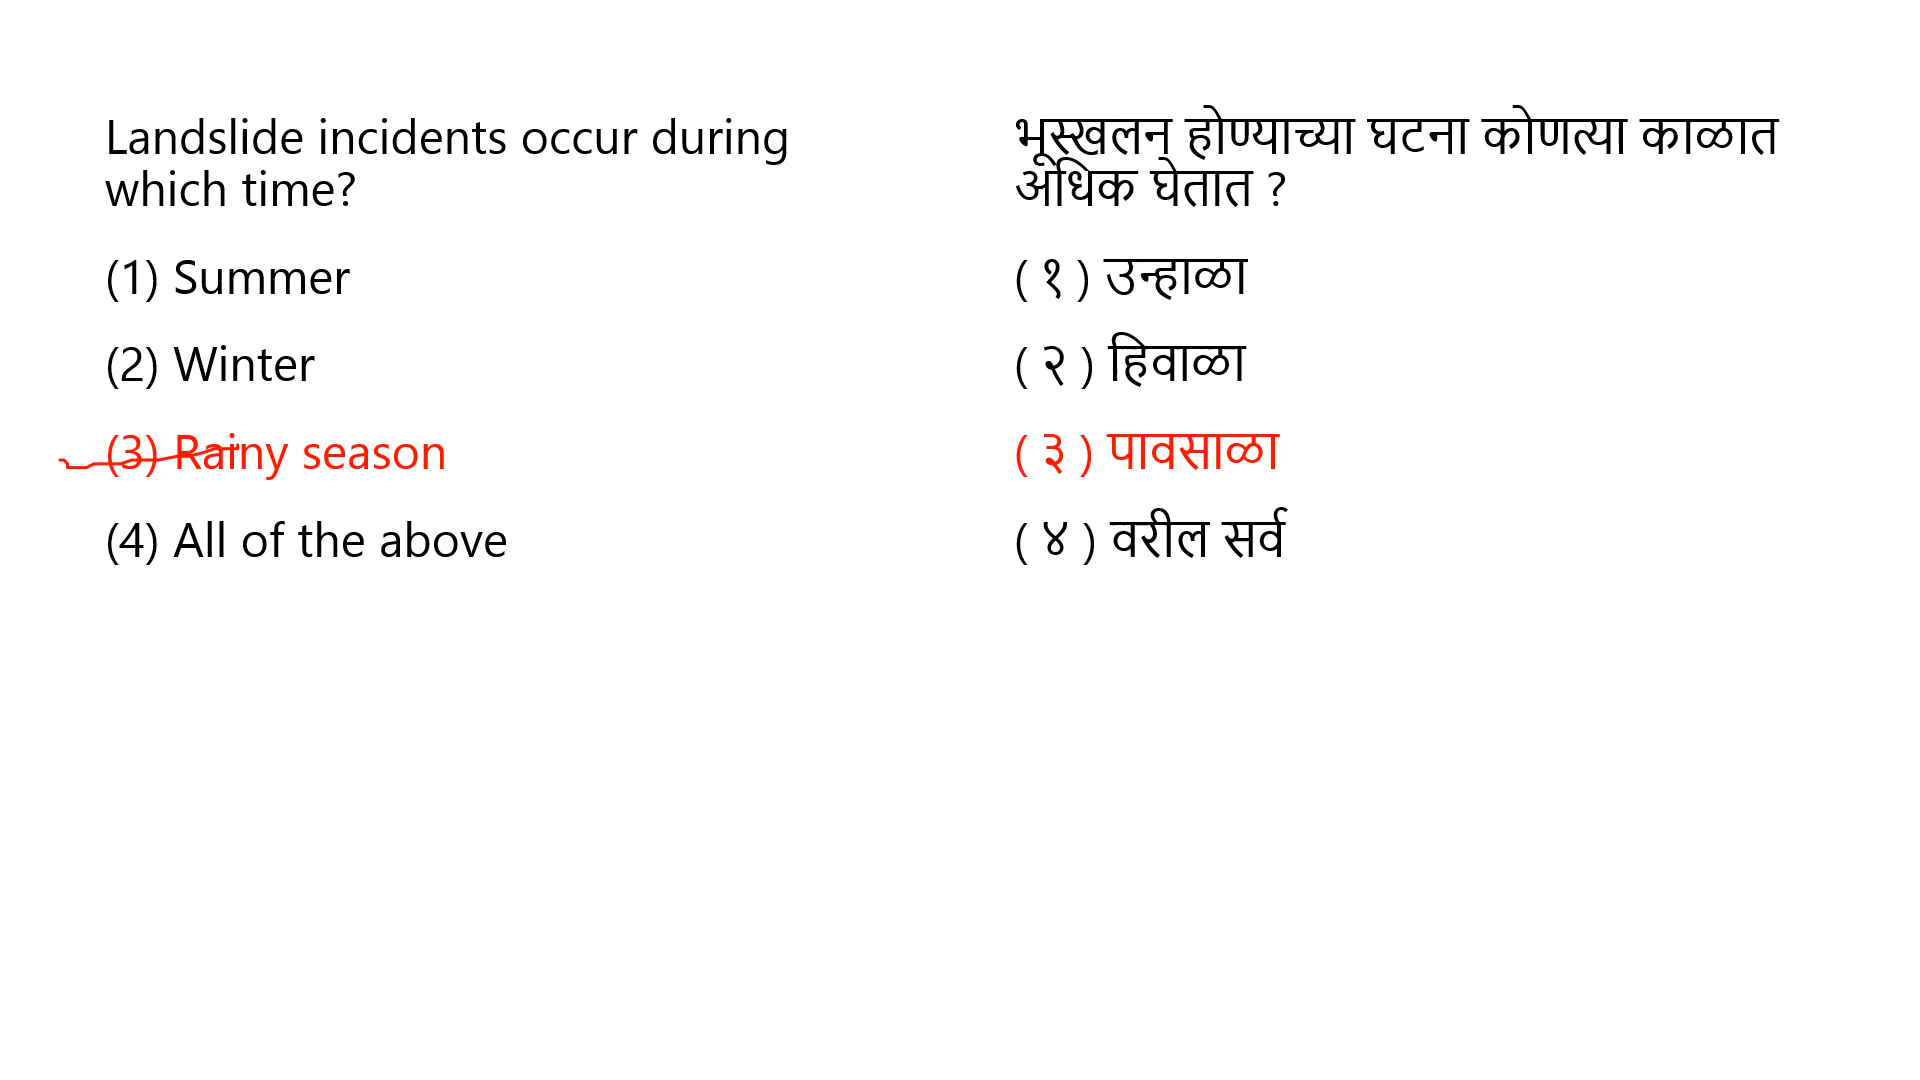 Landslide incidents occur during
which time?
(1) Summer
(2) Winter
(3) Rainy season
(4) All of the above
भूस्खलन होण्याच्या घटना कोणत्या काळात
अधिक घेतात ?
( १ ) उन्हाळा
( २ ) हिवाळा
( ३ ) पावसाळा
( ४ ) वरील सर्व